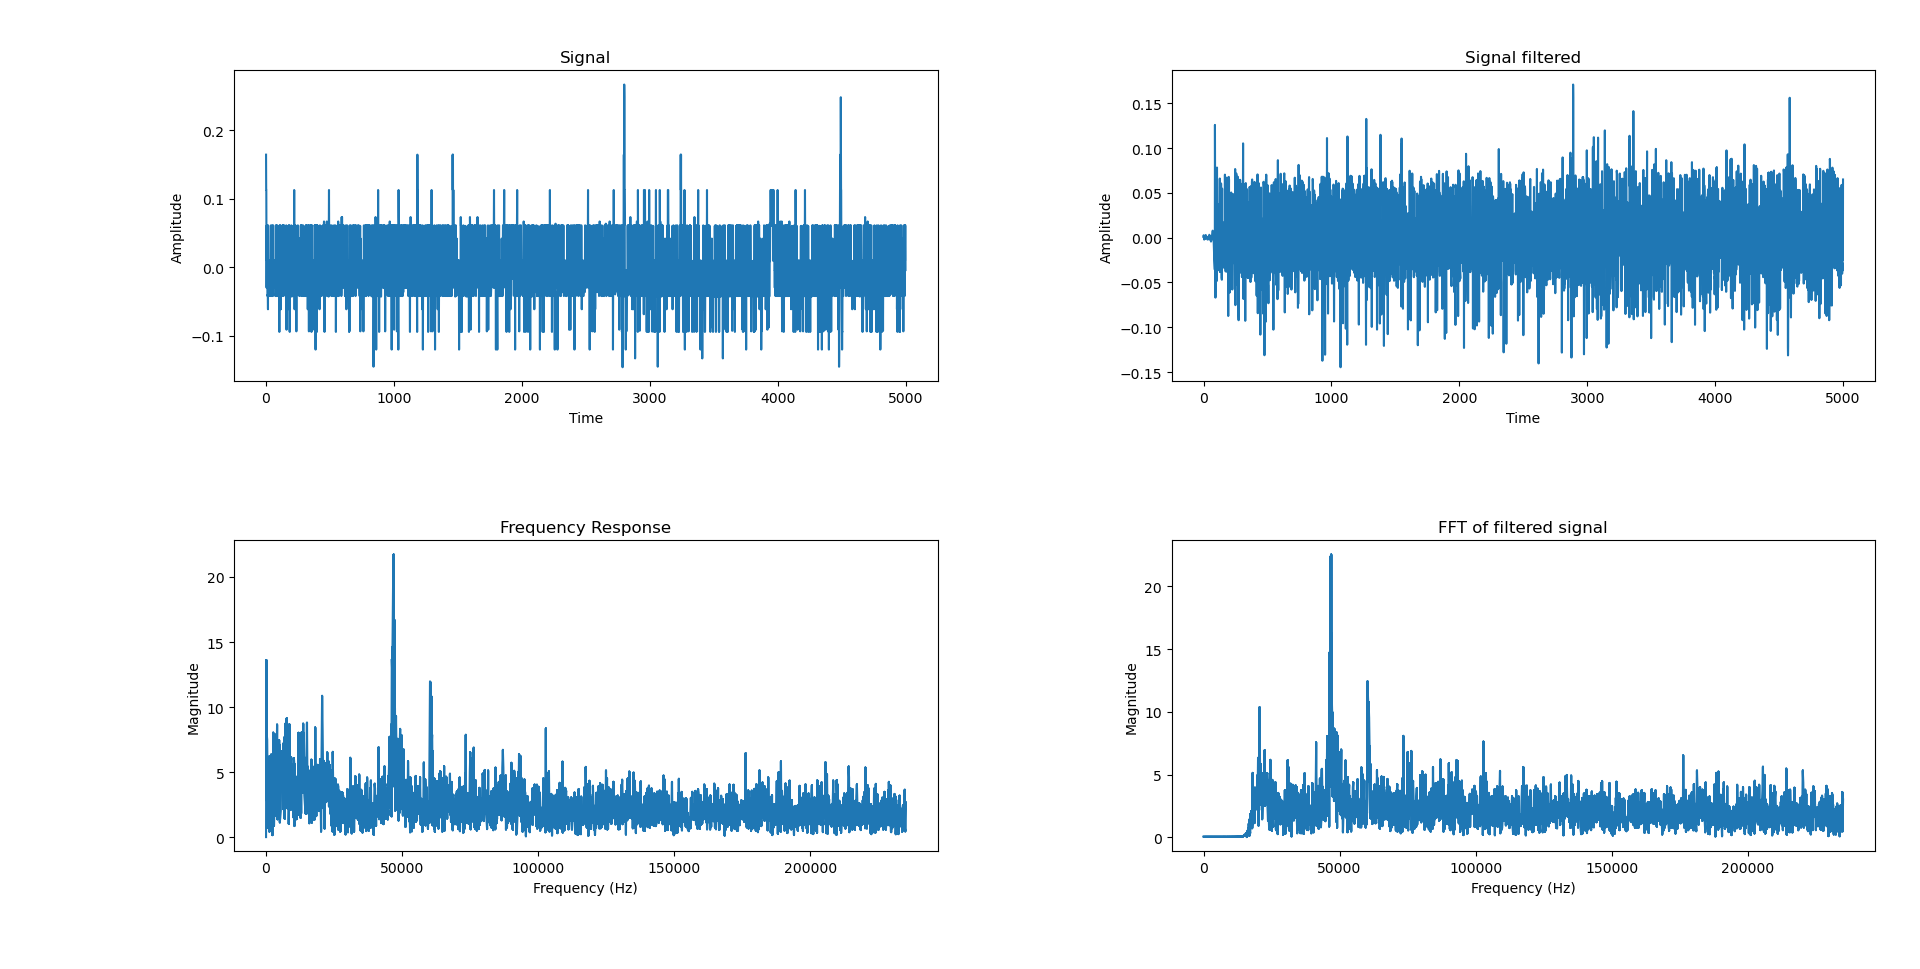 Signal
Amplitude
0.2
0.1
0.0
−0.1
0 1000 2000 3000 4000 5000
Time
Signal filtered
Amplitude
0.15
0.10
0.05
0.00
−0.05
−0.10
−0.15
0 1000 2000 3000 4000 5000
Time
Frequency Response
Magnitude
20
15
10
5
0
0 50000 100000 150000 200000
Frequency (Hz)
FFT of filtered signal
Magnitude
20
15
10
5
0
0 50000 100000 150000 200000
Frequency (Hz)